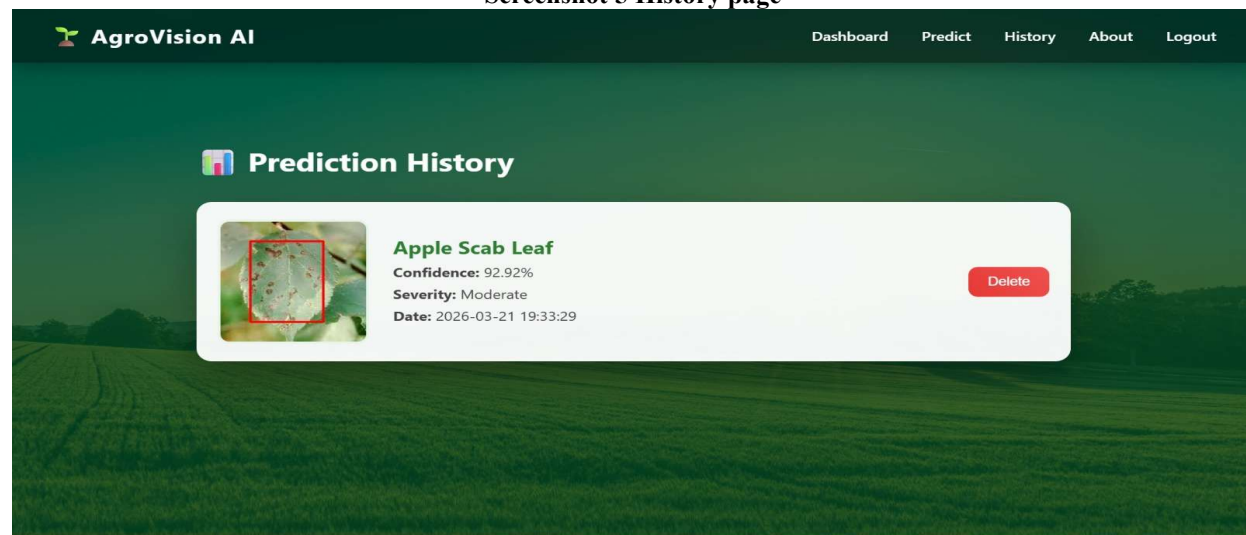 Screenshot 5 History page
AgroVision AI
Dashboard Predict History About Logout
Prediction History
Apple Scab Leaf
Confidence: 92.92%
Severity: Moderate
Date: 2026-03-21 19:33:29
Delete